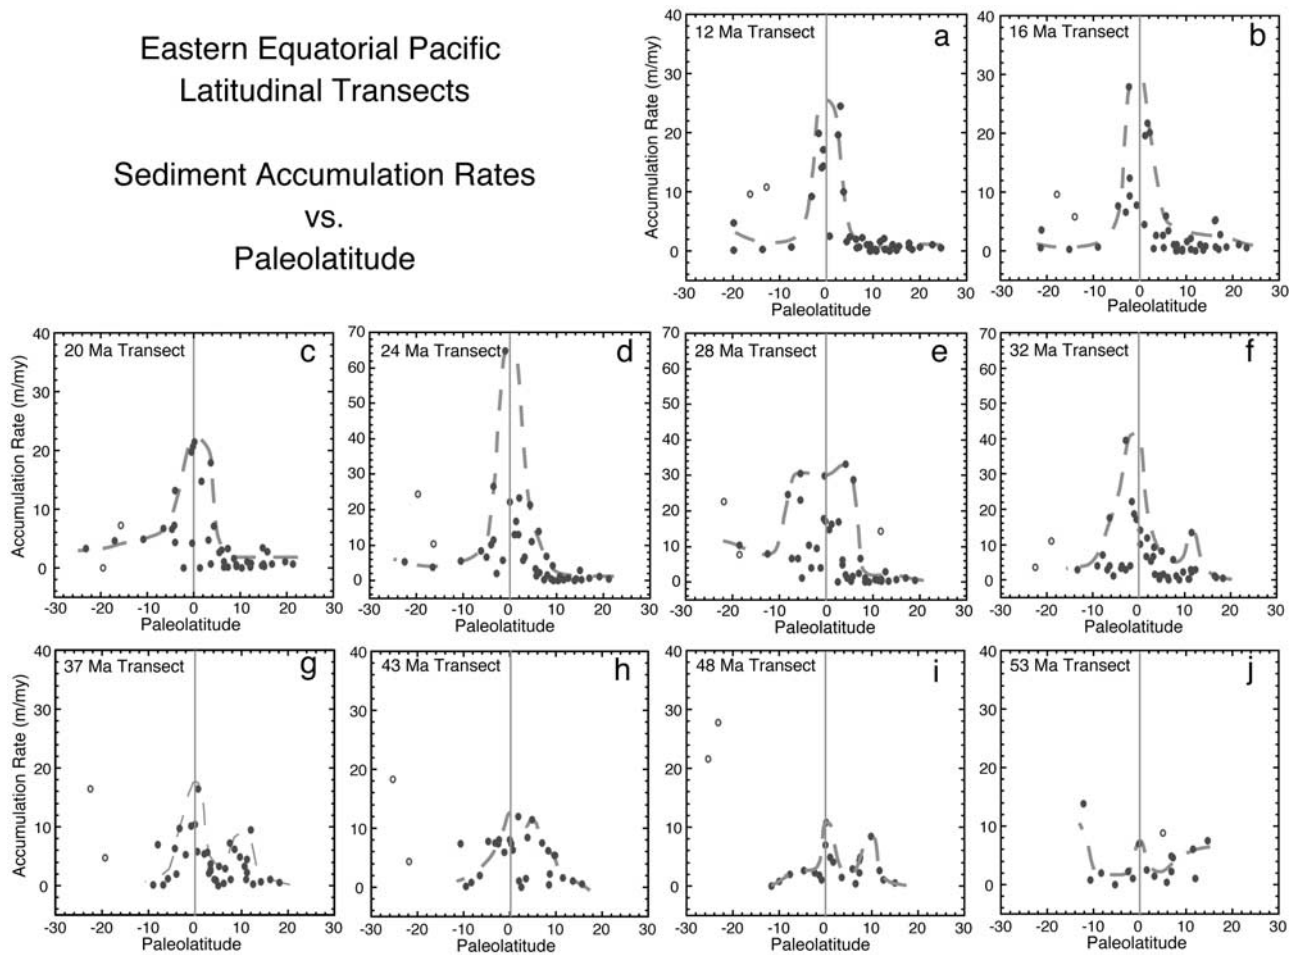 Eastern Equatorial Pacific
Latitudinal Transects
Sediment Accumulation Rates
vs.
Paleolatitude
40
30
20
10
0
Accumulation Rate (m/my)
12 Ma Transect
a
-30 -20 -10 0 10 20 30
Paleolatitude
40
30
20
10
0
16 Ma Transect
b
-30 -20 -10 0 10 20 30
Paleolatitude
40
30
20
10
0
Accumulation Rate (m/my)
20 Ma Transect
c
-30 -20 -10 0 10 20 30
Paleolatitude
70
60
50
40
30
20
10
0
24 Ma Transect
d
-30 -20 -10 0 10 20 30
Paleolatitude
70
60
50
40
30
20
10
0
28 Ma Transect
e
-30 -20 -10 0 10 20 30
Paleolatitude
70
60
50
40
30
20
10
0
32 Ma Transect
f
-30 -20 -10 0 10 20 30
Paleolatitude
40
30
20
10
0
Accumulation Rate (m/my)
37 Ma Transect
g
-30 -20 -10 0 10 20 30
Paleolatitude
40
30
20
10
0
43 Ma Transect
h
-30 -20 -10 0 10 20 30
Paleolatitude
40
30
20
10
0
48 Ma Transect
i
-30 -20 -10 0 10 20 30
Paleolatitude
40
30
20
10
0
53 Ma Transect
j
-30 -20 -10 0 10 20 30
Paleolatitude